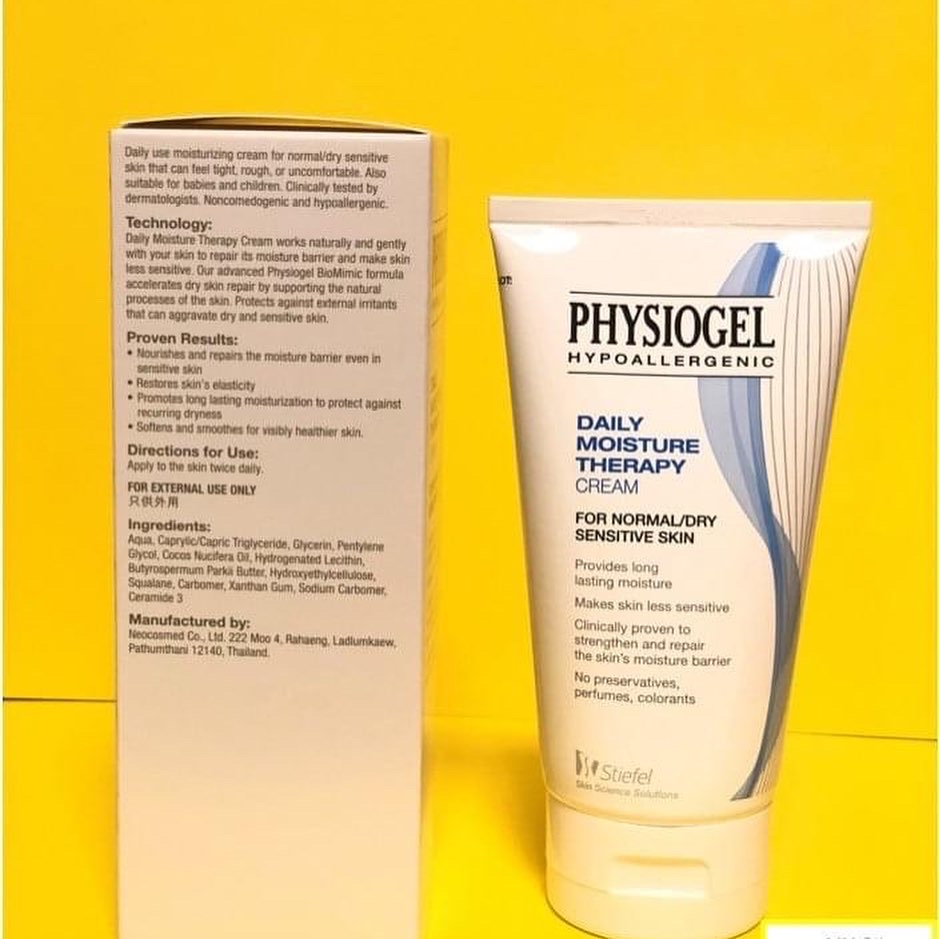 Daily use moisturizing cream for normal/dry sensitive
skin that can feel tight, rough, or uncomfortable. Also
suitable for babies and children. Clinically tested by
dermatologists. Noncomedogenic and hypoallergenic.
Technology:
Daily Moisture Therapy Cream works naturally and gently
with your skin to repair its moisture barrier and make skin
less sensitive. Our advanced Physiogel BioMimic formula
accelerates dry skin repair by supporting the natural
processes of the skin. Protects against external irritants
that can aggravate dry and sensitive skin.
Proven Results:
• Nourishes and repairs the moisture barrier even in
sensitive skin
• Restores skin's elasticity
• Promotes long lasting moisturization to protect against
recurring dryness
• Softens and smoothes for visibly healthier skin.
Directions for Use:
Apply to the skin twice daily.
FOR EXTERNAL USE ONLY
只供外用
Ingredients:
Aqua, Caprylic/Capric Triglyceride, Glycerin, Pentylene
Glycol, Cocos Nucifera Oil, Hydrogenated Lecithin,
Butyrospermum Parkii Butter, Hydroxyethylcellulose,
Squalane, Carbomer, Xanthan Gum, Sodium Carbomer,
Ceramide 3
Manufactured by:
Neocosmed Co., Ltd. 222 Moo 4, Rahaeng, Ladlumkaew,
Pathumthani 12140, Thailand.
PHYSIOGEL
HYPOALLERGENIC
DAILY
MOISTURE
THERAPY
CREAM
FOR NORMAL/DRY
SENSITIVE SKIN
Provides long
lasting moisture
Makes skin less sensitive
Clinically proven to
strengthen and repair
the skin's moisture barrier
No preservatives,
perfumes, colorants
Stiefel
Skin Science Solutions